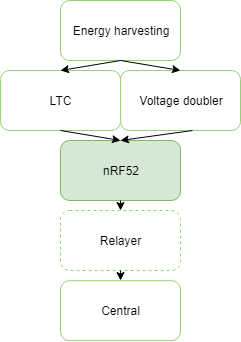 Energy harvesting
LTC
Voltage doubler
nRF52
Relayer
Central